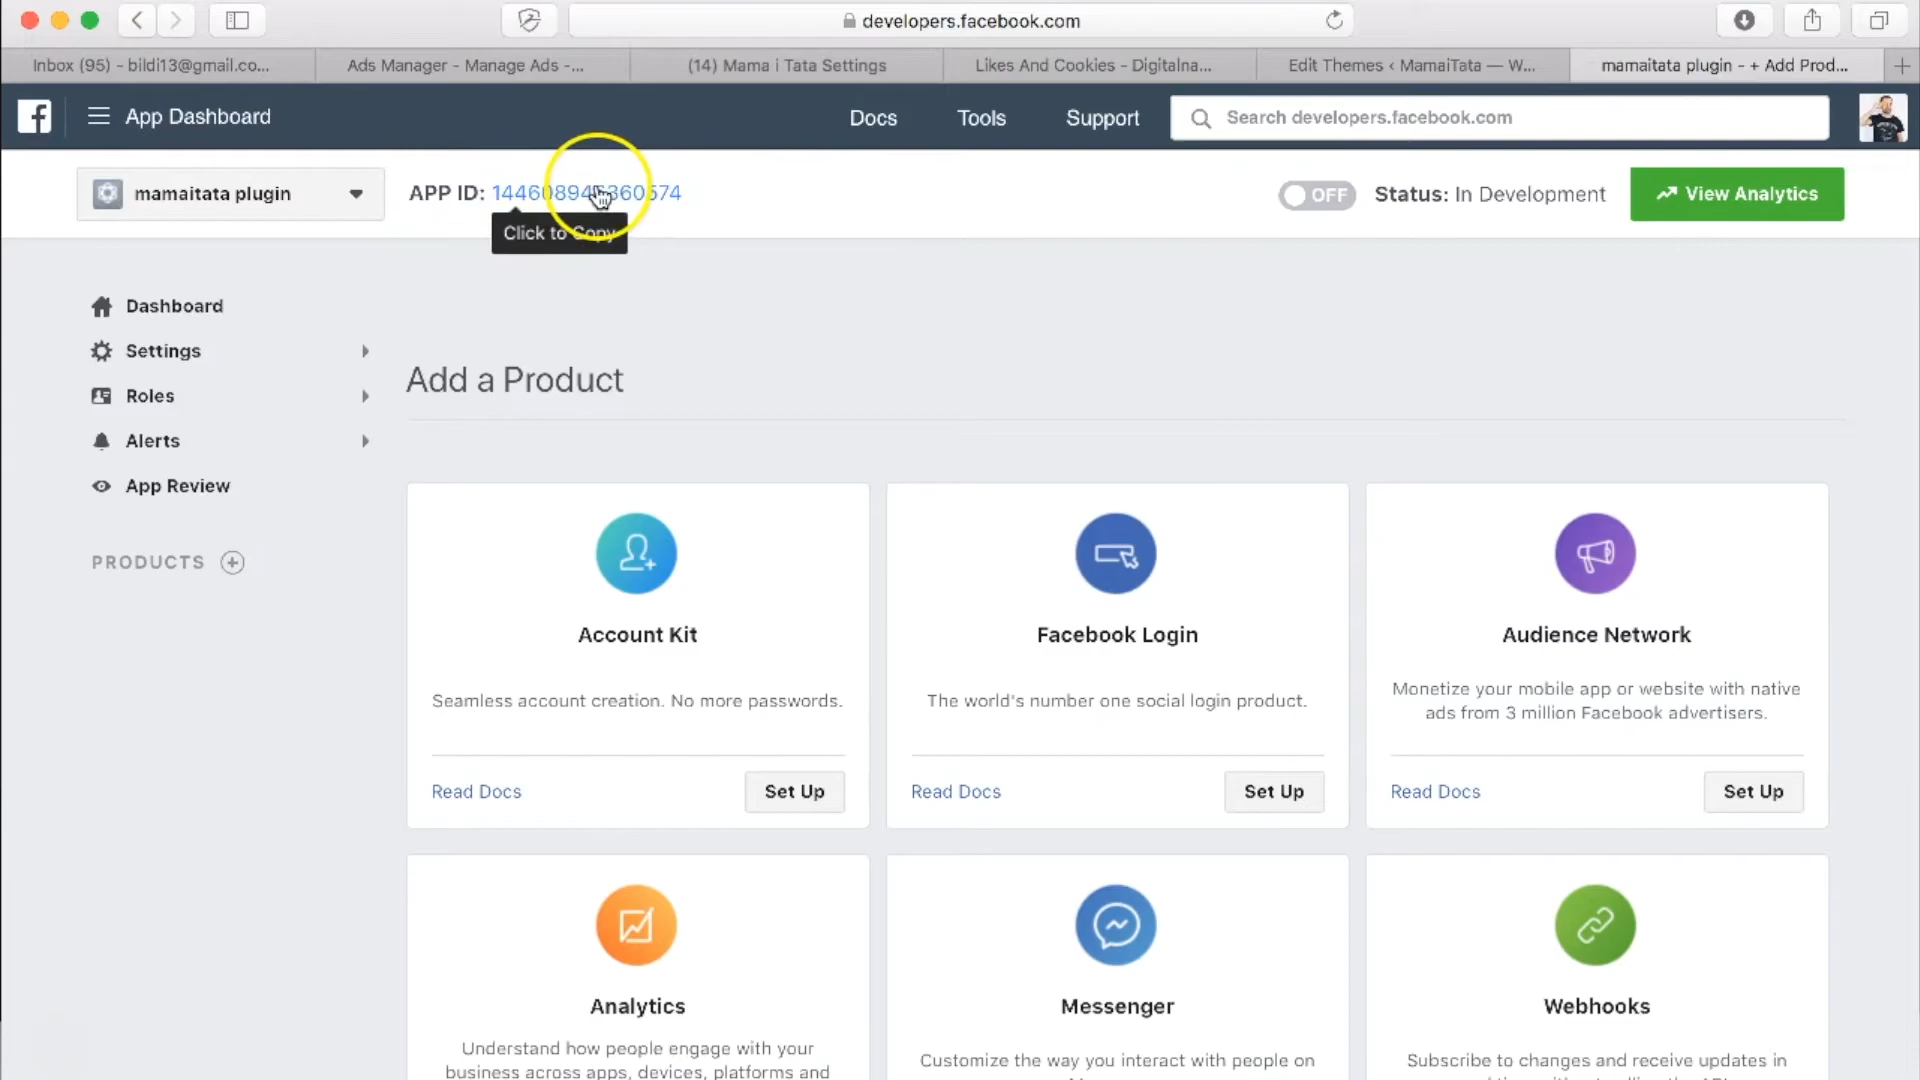 developers.facebook.com
Inbox (95) - bildi13@gmail.co...
Ads Manager - Manage Ads -...
(14) Mama i Tata Settings
Likes And Cookies - Digitalna...
Edit Themes ‹ MamaiTata — W...
mamaitata plugin - + Add Prod...
App Dashboard
Docs
Tools
Support
Search developers.facebook.com
mamaitata plugin
APP ID:
OFF
Status: In Development
View Analytics
Click to Copy
Dashboard
Settings
Roles
Alerts
App Review
PRODUCTS
Add a Product
Account Kit
Seamless account creation. No more passwords.
Read Docs
Set Up
Facebook Login
The world's number one social login product.
Read Docs
Set Up
Audience Network
Monetize your mobile app or website with native
ads from 3 million Facebook advertisers.
Read Docs
Set Up
Analytics
Understand how people engage with your
business across apps, devices, platforms and
Messenger
Customize the way you interact with people on
Webhooks
Subscribe to changes and receive updates in